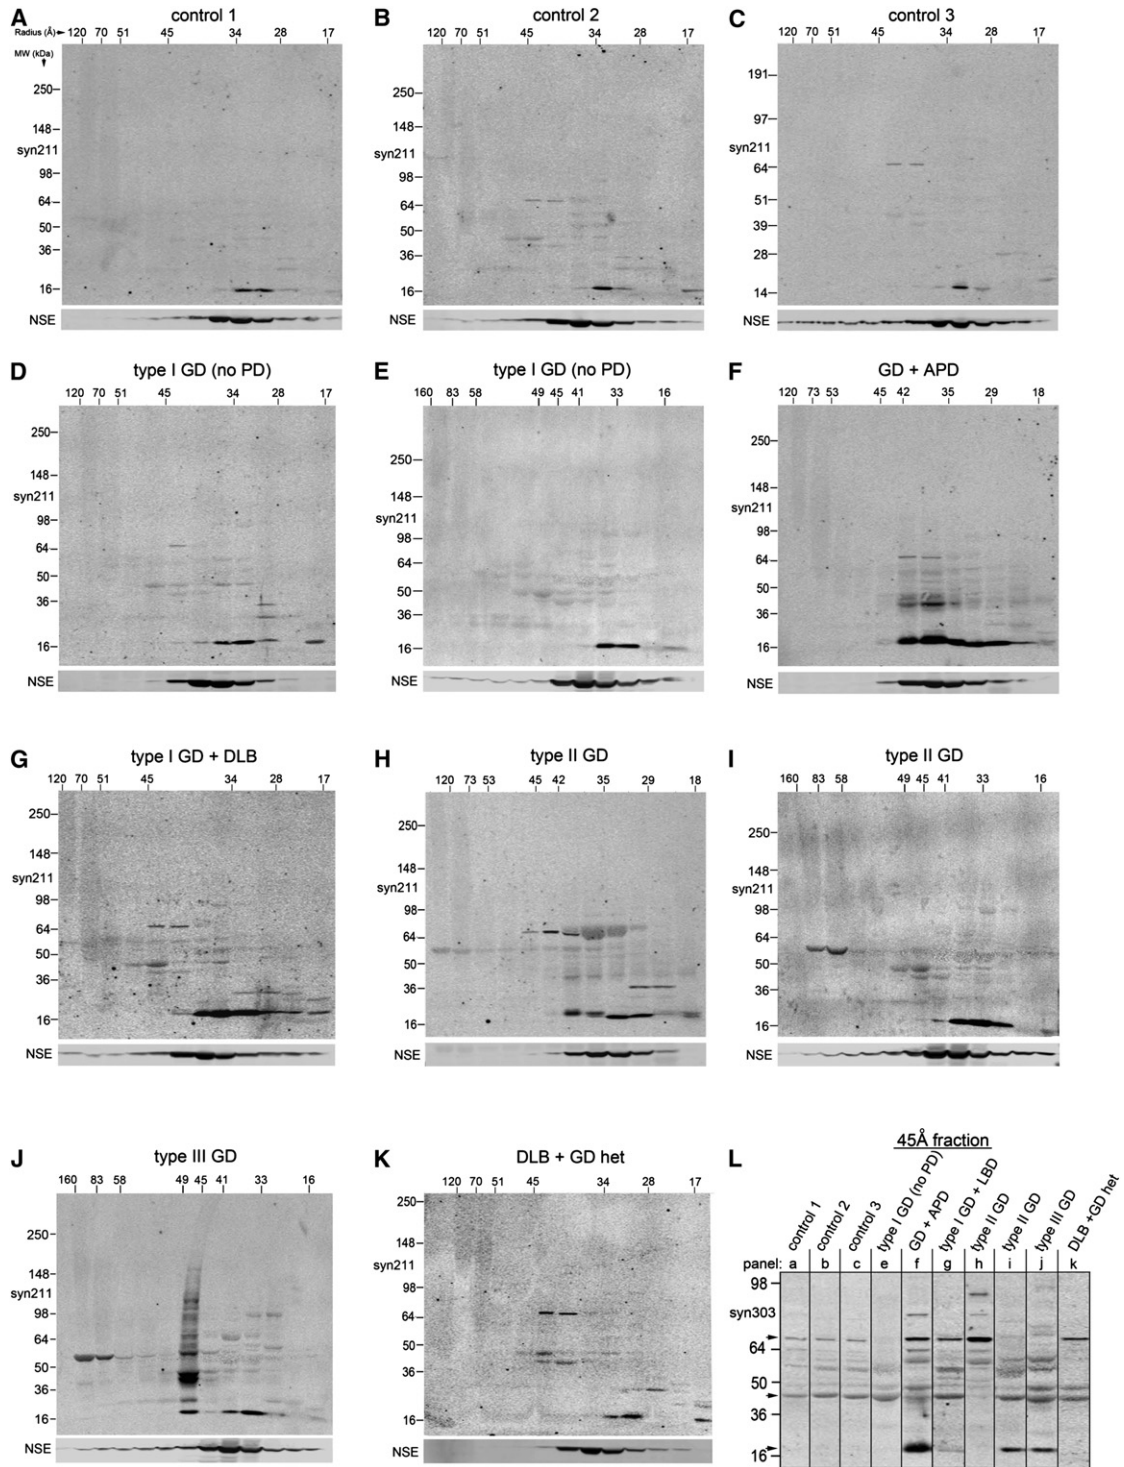 A control 1
Radius (Å) 120 70 51 45 34 28 17
MW (kDa)
250
148
syn211
98
64
50
36
16
NSE
B control 2
120 70 51 45 34 28 17
250
148
syn211
98
64
50
36
16
NSE
C control 3
120 70 51 45 34 28 17
191
97
syn211
64
51
39
28
14
NSE
D type I GD (no PD)
120 70 51 45 34 28 17
250
148
syn211
98
64
50
36
16
NSE
E type I GD (no PD)
160 83 58 49 45 41 33 16
250
148
syn211
98
64
50
36
16
NSE
F GD + APD
120 73 53 45 42 35 29 18
250
148
syn211
98
64
50
36
16
NSE
G type I GD + DLB
120 70 51 45 34 28 17
250
148
syn211
98
64
50
36
16
NSE
H type II GD
120 73 53 45 42 35 29 18
250
148
syn211
98
64
50
36
16
NSE
I type II GD
160 83 58 49 45 41 33 16
250
148
syn211
98
64
50
36
16
NSE
J type III GD
160 83 58 49 45 41 33 16
250
148
syn211
98
64
50
36
16
NSE
K DLB + GD het
120 70 51 45 34 28 17
250
148
syn211
98
64
50
36
16
NSE
L 45Å fraction
control 1
control 2
control 3
type I GD (no PD)
GD + APD
type I GD + LBD
type II GD
type II GD
type III GD
DLB +GD het
panel: a b c e f g h i j k
98
syn303
64
50
36
16